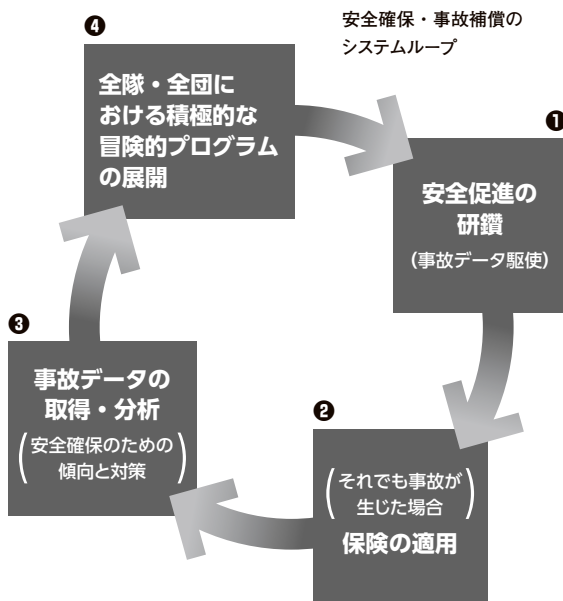 安全確保・事故補償の
システムループ
❶
安全促進の
研鑽
(事故データ駆使)
❷
(それでも事故が
生じた場合)
保険の適用
❸
事故データの
取得・分析
(安全確保のための
傾向と対策)
❹
全隊・全団に
おける積極的な
冒険的プログラム
の展開